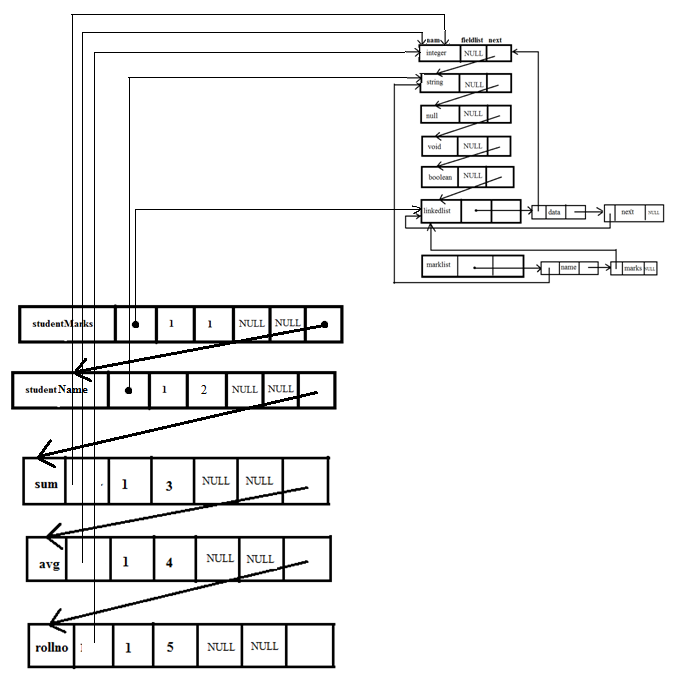 nam fieldlist next
integer NULL
string NULL
null NULL
void NULL
boolean NULL
linkedlist data next NULL
marklist name marks NULL
studentMarks 1 1 NULL NULL
studentName 1 2 NULL NULL
sum 1 3 NULL NULL
avg 1 4 NULL NULL
rollno 1 5 NULL NULL